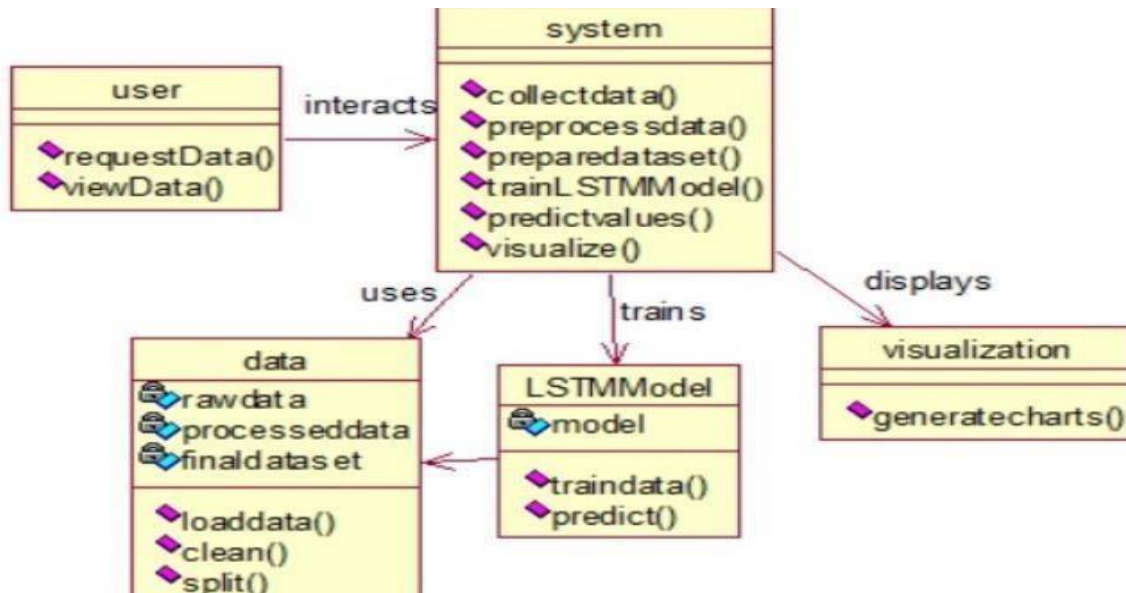 system
collectdata()
preprocessdata()
preparedataset()
trainLSTMModel()
predictvalues()
visualize()
user
requestData()
viewData()
interacts
uses
trains
displays
data
rawdata
processeddata
finaldataset
loaddata()
clean()
split()
LSTMModel
model
traindata()
predict()
visualization
generatecharts()